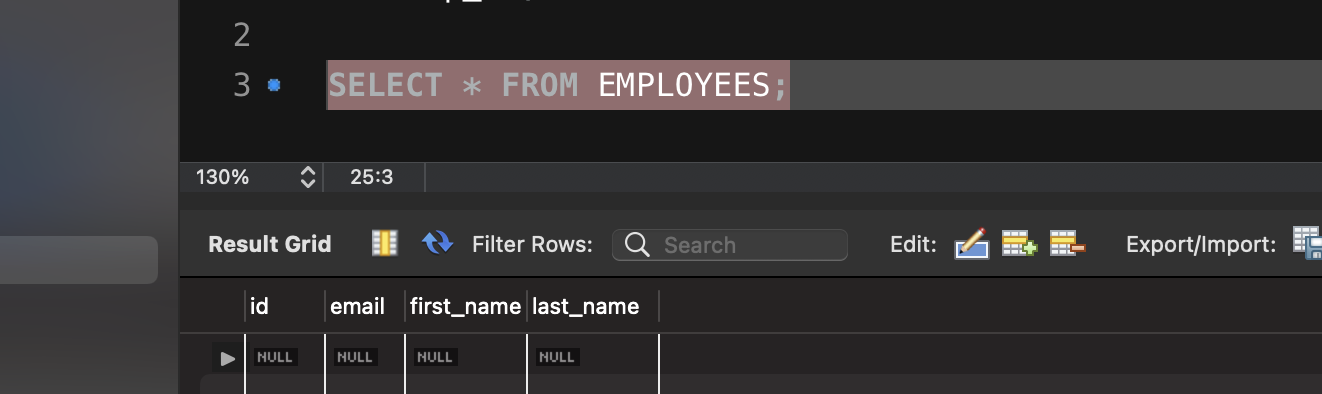 2
3 SELECT * FROM EMPLOYEES;
130% 25:3
Result Grid Filter Rows: Search Edit: Export/Import:
id email first_name last_name
NULL NULL NULL NULL